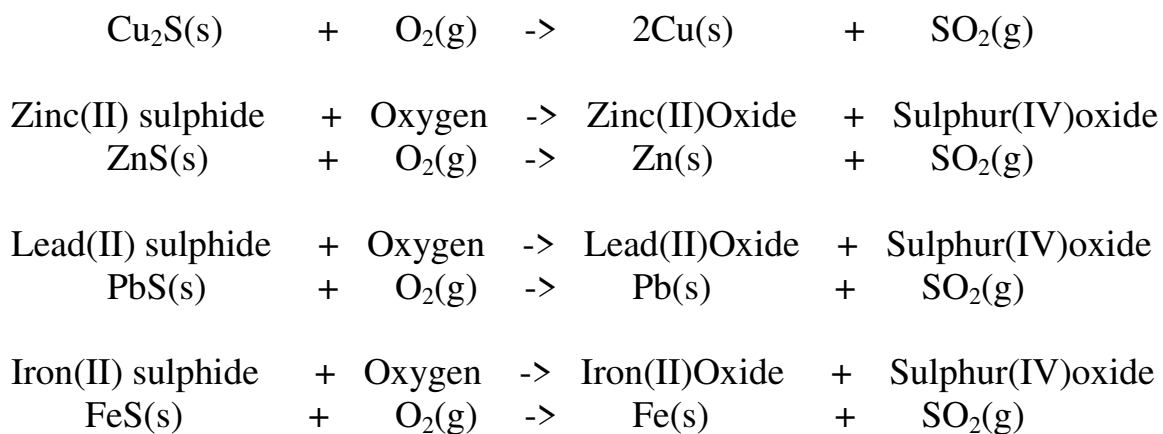 Cu₂S(s) + O₂(g) -> 2Cu(s) + SO₂(g)
Zinc(II) sulphide + Oxygen -> Zinc(II)Oxide + Sulphur(IV)oxide
ZnS(s) + O₂(g) -> Zn(s) + SO₂(g)
Lead(II) sulphide + Oxygen -> Lead(II)Oxide + Sulphur(IV)oxide
PbS(s) + O₂(g) -> Pb(s) + SO₂(g)
Iron(II) sulphide + Oxygen -> Iron(II)Oxide + Sulphur(IV)oxide
FeS(s) + O₂(g) -> Fe(s) + SO₂(g)